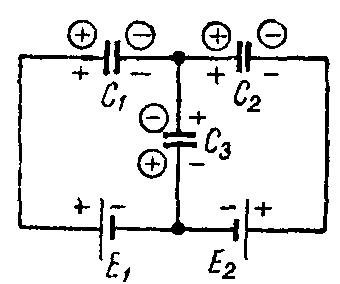 ⊕ ⊖ ⊕ ⊖
+ − + −
C₁ C₂
⊖ +
C₃
⊕ −
+ − − +
E₁ E₂